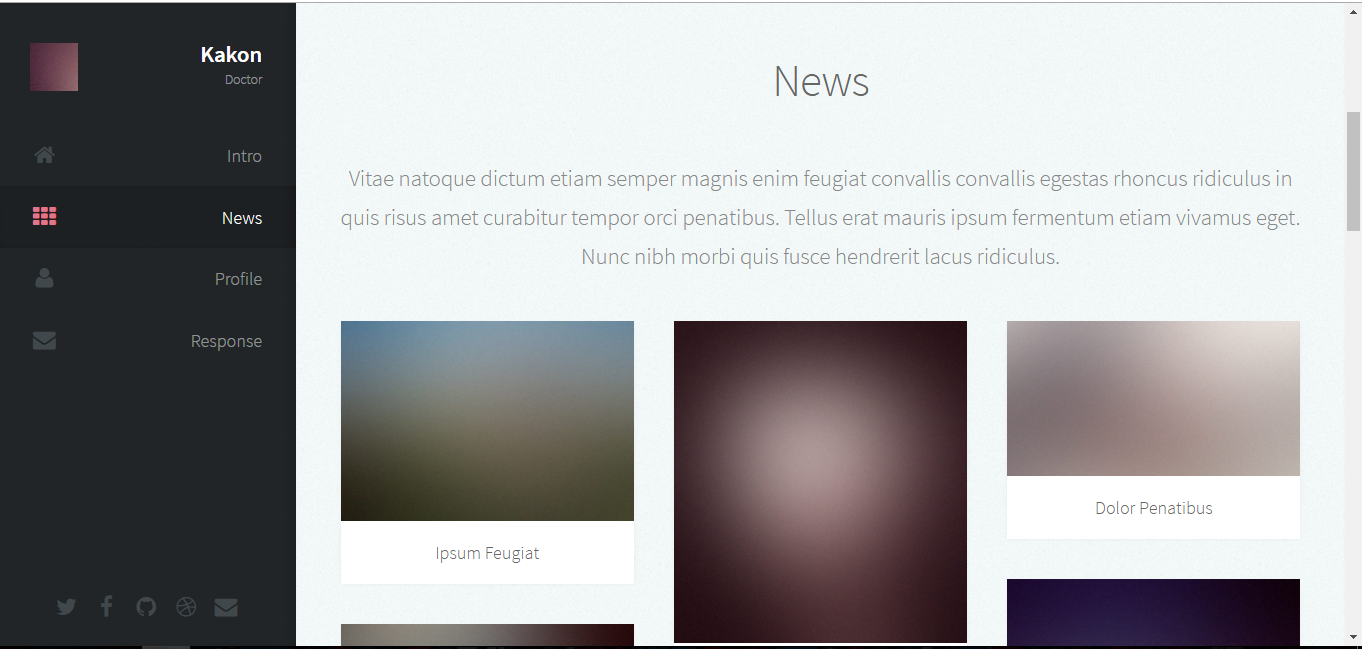 Kakon
Doctor
Intro
News
Profile
Response
News
Vitae natoque dictum etiam semper magnis enim feugiat convallis convallis egestas rhoncus ridiculus in
quis risus amet curabitur tempor orci penatibus. Tellus erat mauris ipsum fermentum etiam vivamus eget.
Nunc nibh morbi quis fusce hendrerit lacus ridiculus.
Ipsum Feugiat
Dolor Penatibus